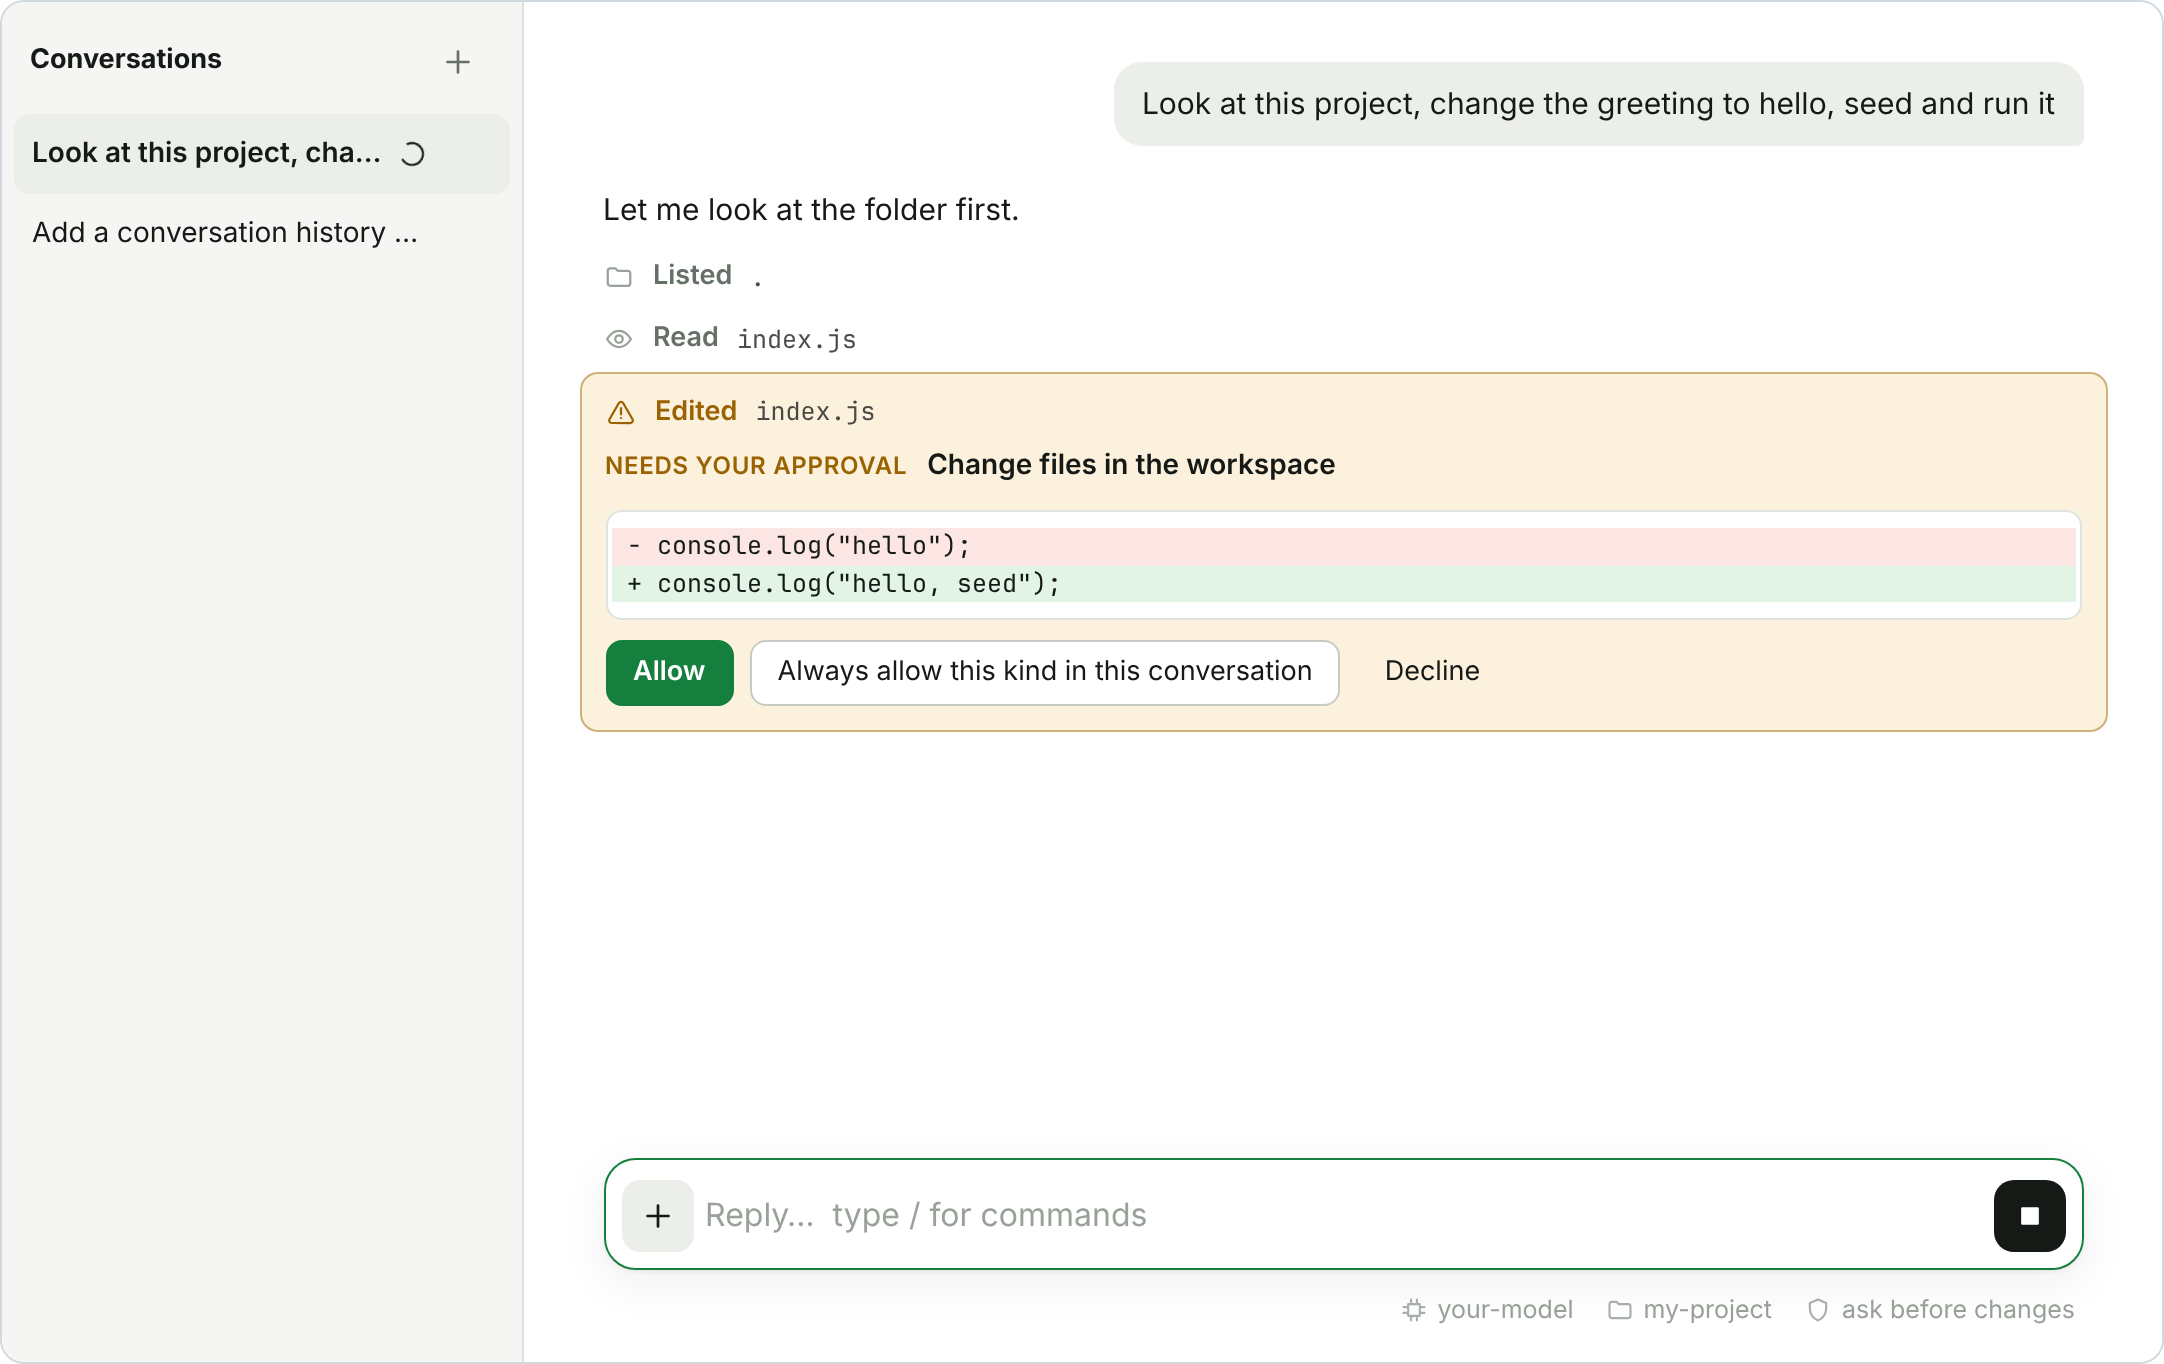 Conversations
Look at this project, cha...
Add a conversation history ...
Look at this project, change the greeting to hello, seed and run it
Let me look at the folder first.
Listed .
Read index.js
Edited index.js
NEEDS YOUR APPROVAL Change files in the workspace
- console.log("hello");
+ console.log("hello, seed");
Allow Always allow this kind in this conversation Decline
Reply... type / for commands
your-model my-project ask before changes